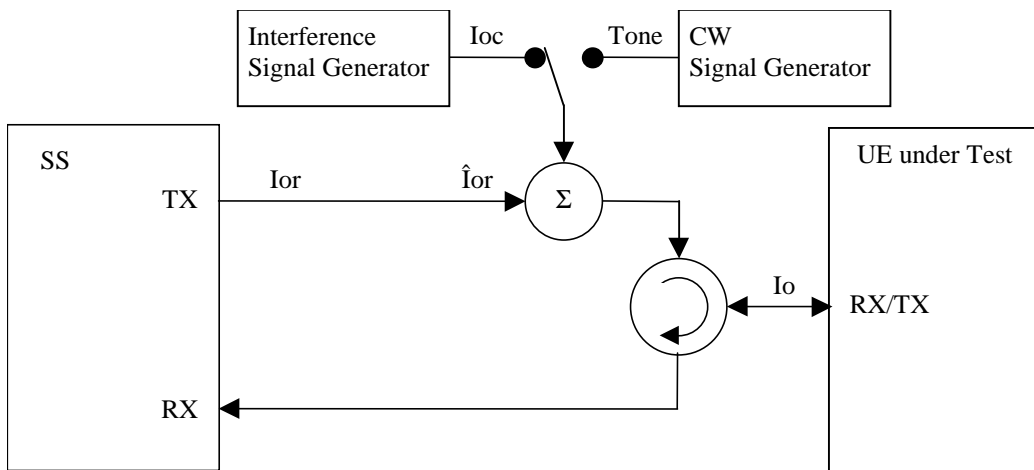 Interference
Signal Generator
Ioc
Tone
CW
Signal Generator
SS
UE under Test
TX
Ior
Îor
Σ
Io
RX/TX
RX